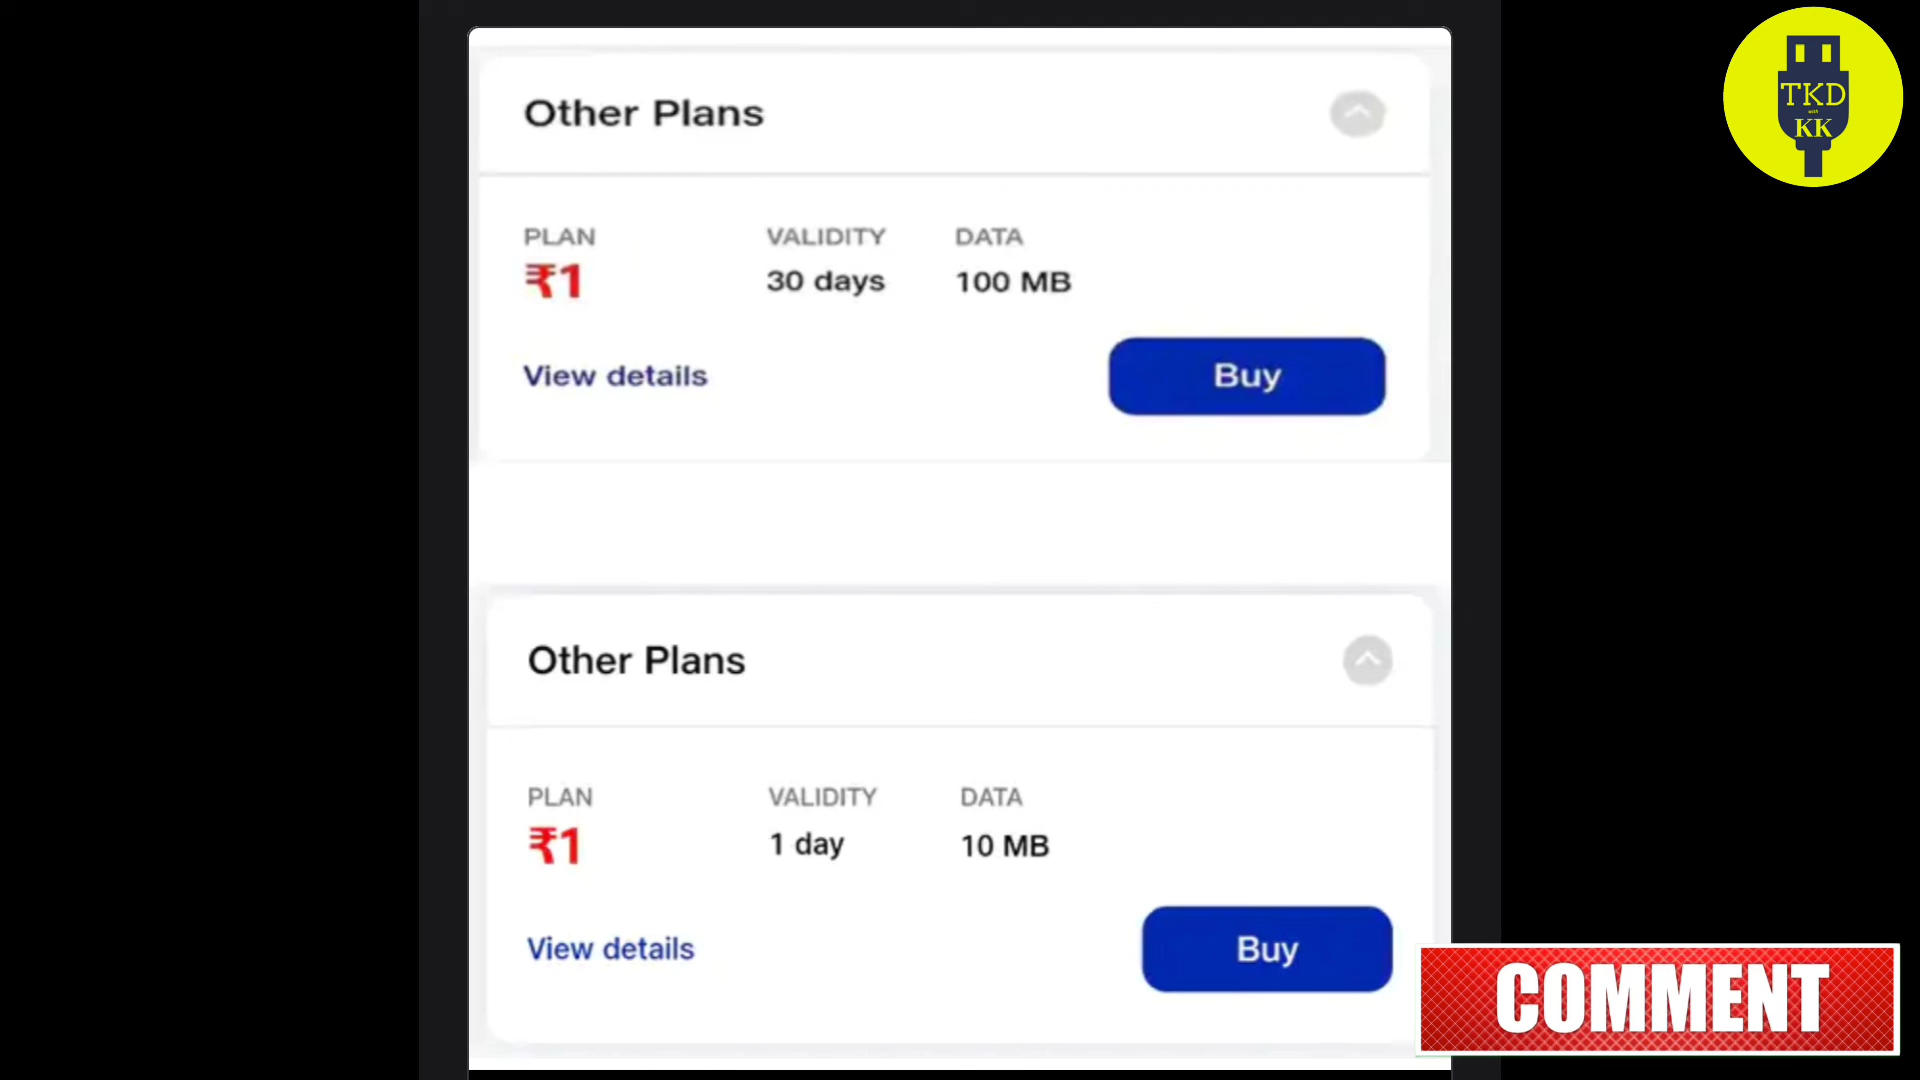 Other Plans
PLAN VALIDITY DATA
₹1 30 days 100 MB
View details Buy
Other Plans
PLAN VALIDITY DATA
₹1 1 day 10 MB
View details Buy
TKD
with
KK
COMMENT